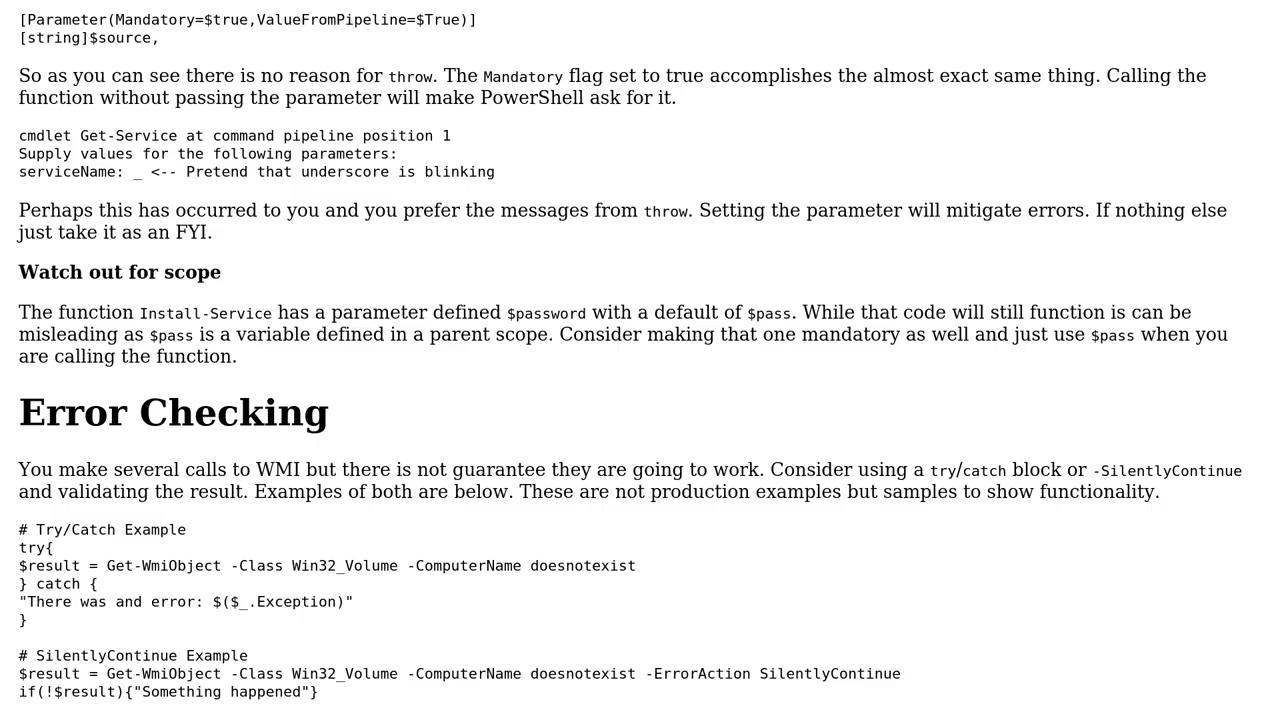 [Parameter(Mandatory=$true,ValueFromPipeline=$True)]
[string]$source,
So as you can see there is no reason for throw. The Mandatory flag set to true accomplishes the almost exact same thing. Calling the
function without passing the parameter will make PowerShell ask for it.
cmdlet Get-Service at command pipeline position 1
Supply values for the following parameters:
serviceName: _ <-- Pretend that underscore is blinking
Perhaps this has occurred to you and you prefer the messages from throw. Setting the parameter will mitigate errors. If nothing else
just take it as an FYI.
Watch out for scope
The function Install-Service has a parameter defined $password with a default of $pass. While that code will still function is can be
misleading as $pass is a variable defined in a parent scope. Consider making that one mandatory as well and just use $pass when you
are calling the function.
Error Checking
You make several calls to WMI but there is not guarantee they are going to work. Consider using a try/catch block or -SilentlyContinue
and validating the result. Examples of both are below. These are not production examples but samples to show functionality.
# Try/Catch Example
try{
$result = Get-WmiObject -Class Win32_Volume -ComputerName doesnotexist
} catch {
"There was and error: $($_.Exception)"
}
# SilentlyContinue Example
$result = Get-WmiObject -Class Win32_Volume -ComputerName doesnotexist -ErrorAction SilentlyContinue
if(!$result){"Something happened"}